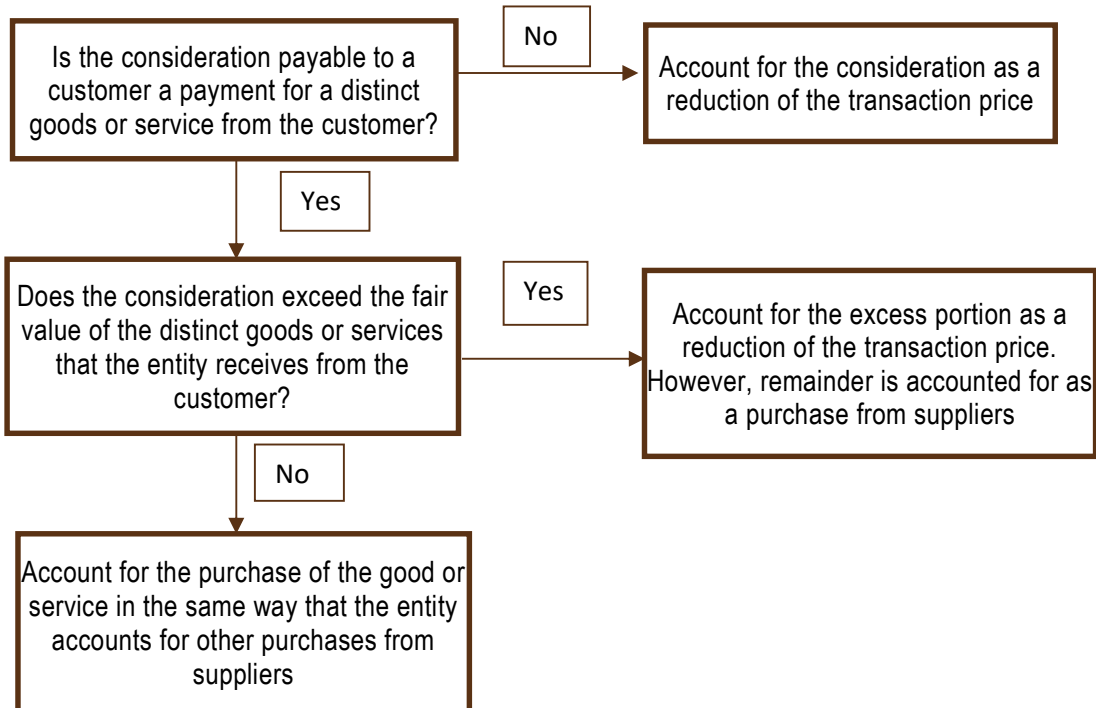 Is the consideration payable to a
customer a payment for a distinct
goods or service from the customer?
No
Account for the consideration as a
reduction of the transaction price
Yes
Does the consideration exceed the fair
value of the distinct goods or services
that the entity receives from the
customer?
Yes
Account for the excess portion as a
reduction of the transaction price.
However, remainder is accounted for as
a purchase from suppliers
No
Account for the purchase of the good or
service in the same way that the entity
accounts for other purchases from
suppliers